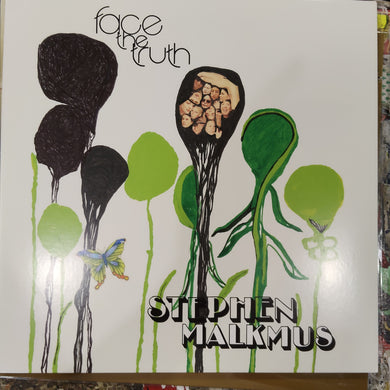 face
the
truth
STEPHEN
MALKMUS